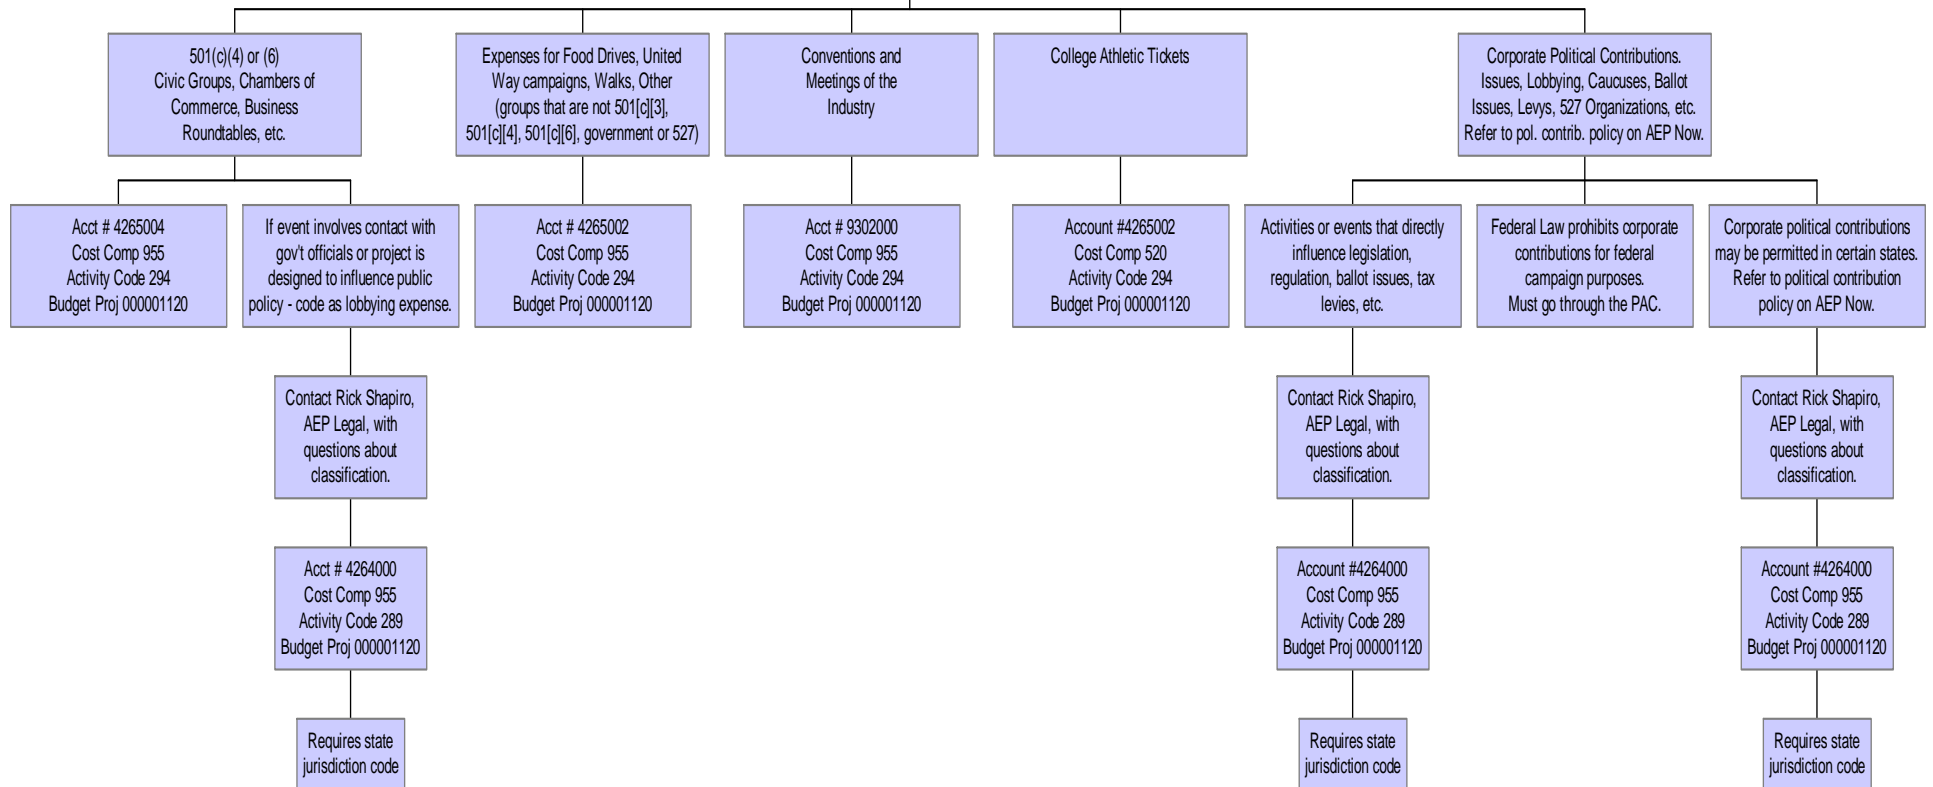 501(c)(4) or (6)
Civic Groups, Chambers of
Commerce, Business
Roundtables, etc.
Expenses for Food Drives, United
Way campaigns, Walks, Other
(groups that are not 501[c][3],
501[c][4], 501[c][6], government or 527)
Conventions and
Meetings of the
Industry
College Athletic Tickets
Corporate Political Contributions.
Issues, Lobbying, Caucuses, Ballot
Issues, Levys, 527 Organizations, etc.
Refer to pol. contrib. policy on AEP Now.
Acct # 4265004
Cost Comp 955
Activity Code 294
Budget Proj 000001120
If event involves contact with
gov't officials or project is
designed to influence public
policy - code as lobbying expense.
Acct # 4265002
Cost Comp 955
Activity Code 294
Budget Proj 000001120
Acct # 9302000
Cost Comp 955
Activity Code 294
Budget Proj 000001120
Account #4265002
Cost Comp 520
Activity Code 294
Budget Proj 000001120
Activities or events that directly
influence legislation,
regulation, ballot issues, tax
levies, etc.
Federal Law prohibits corporate
contributions for federal
campaign purposes.
Must go through the PAC.
Corporate political contributions
may be permitted in certain states.
Refer to political contribution
policy on AEP Now.
Contact Rick Shapiro,
AEP Legal, with
questions about
classification.
Contact Rick Shapiro,
AEP Legal, with
questions about
classification.
Contact Rick Shapiro,
AEP Legal, with
questions about
classification.
Acct # 4264000
Cost Comp 955
Activity Code 289
Budget Proj 000001120
Account #4264000
Cost Comp 955
Activity Code 289
Budget Proj 000001120
Account #4264000
Cost Comp 955
Activity Code 289
Budget Proj 000001120
Requires state
jurisdiction code
Requires state
jurisdiction code
Requires state
jurisdiction code